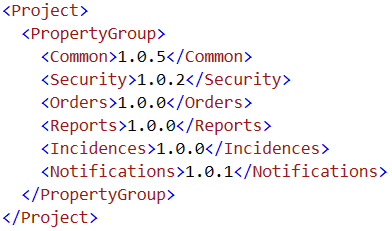 <Project>
<PropertyGroup>
<Common>1.0.5</Common>
<Security>1.0.2</Security>
<Orders>1.0.0</Orders>
<Reports>1.0.0</Reports>
<Incidences>1.0.0</Incidences>
<Notifications>1.0.1</Notifications>
</PropertyGroup>
</Project>